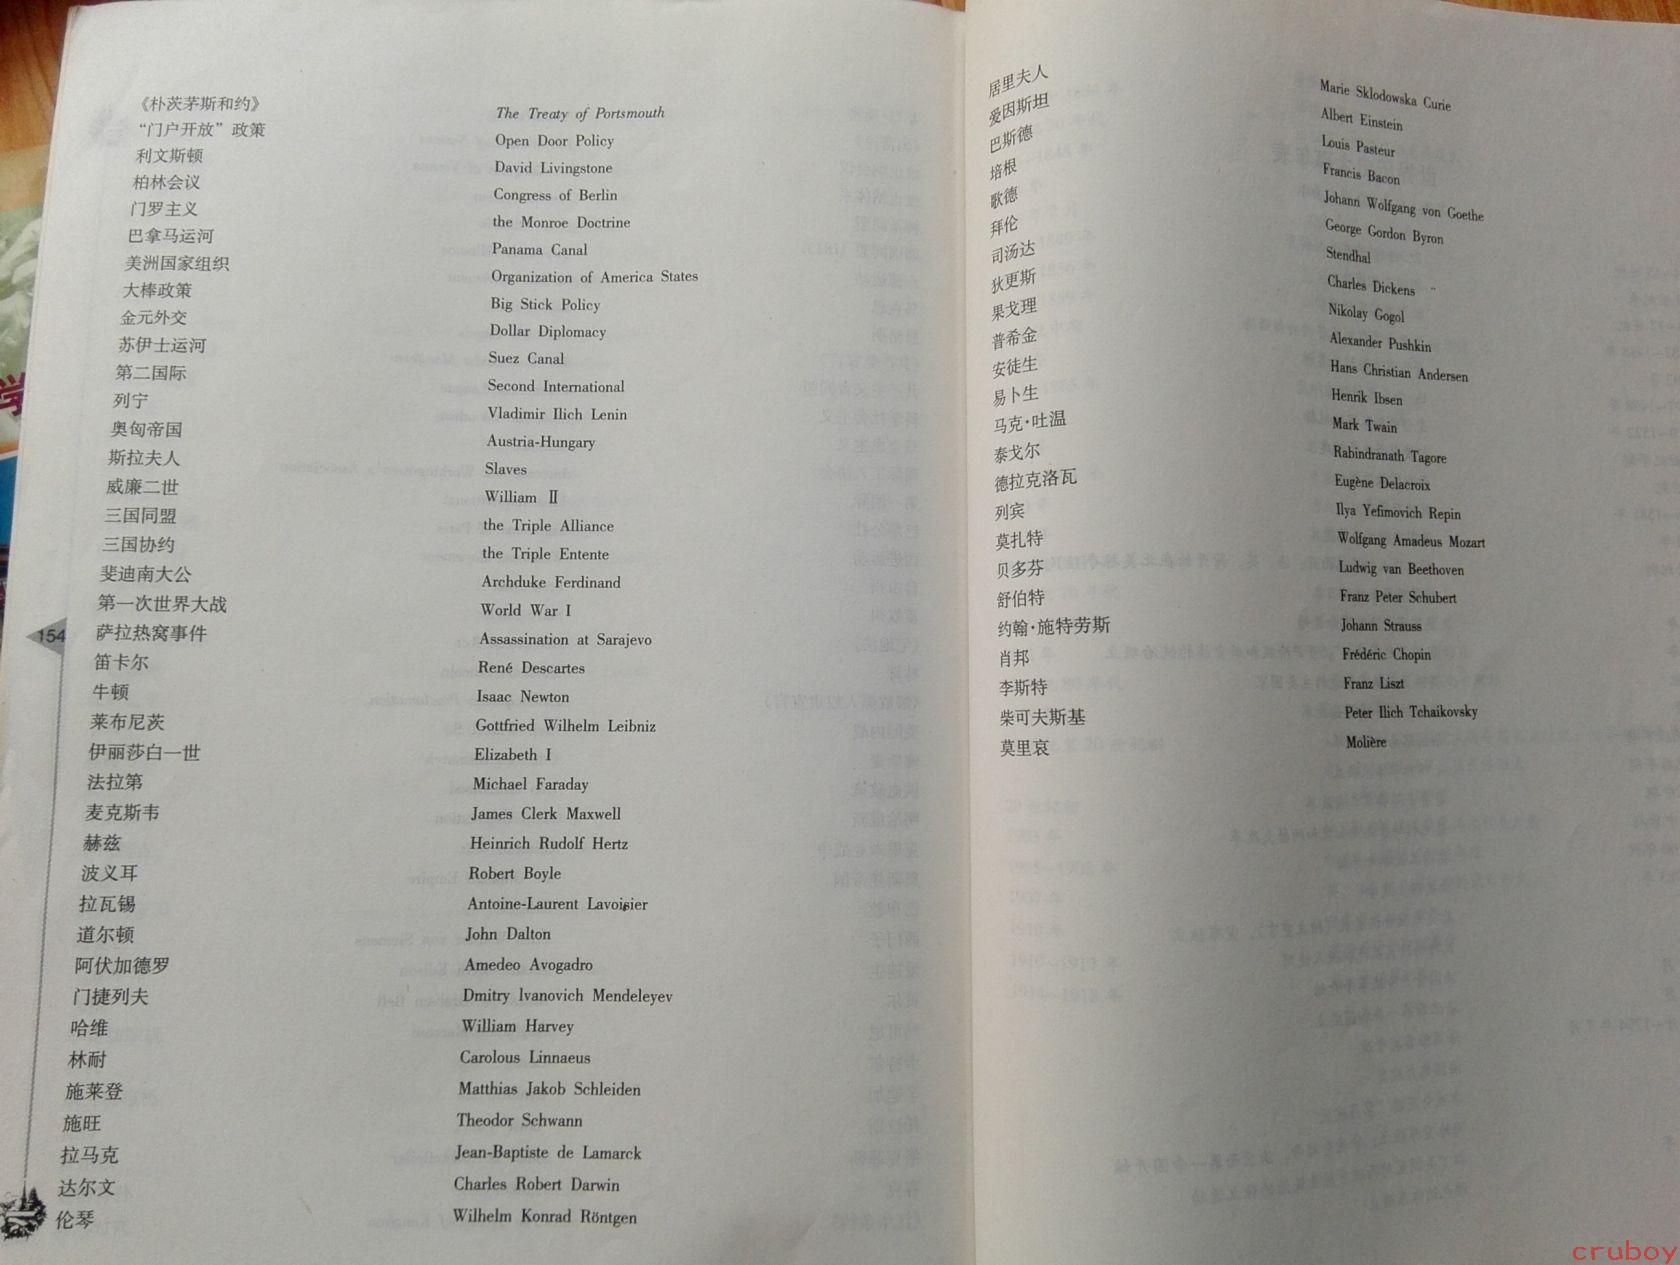 《朴茨茅斯和约》 The Treaty of Portsmouth
“门户开放”政策 Open Door Policy
利文斯顿 David Livingstone
柏林会议 Congress of Berlin
门罗主义 the Monroe Doctrine
巴拿马运河 Panama Canal
美洲国家组织 Organization of America States
大棒政策 Big Stick Policy
金元外交 Dollar Diplomacy
苏伊士运河 Suez Canal
第二国际 Second International
列宁 Vladimir Ilich Lenin
奥匈帝国 Austria-Hungary
斯拉夫人 Slaves
威廉二世 William Ⅱ
三国同盟 the Triple Alliance
三国协约 the Triple Entente
斐迪南大公 Archduke Ferdinand
第一次世界大战 World War I
154 萨拉热窝事件 Assassination at Sarajevo
笛卡尔 René Descartes
牛顿 Isaac Newton
莱布尼茨 Gottfried Wilhelm Leibniz
伊丽莎白一世 Elizabeth I
法拉第 Michael Faraday
麦克斯韦 James Clerk Maxwell
赫兹 Heinrich Rudolf Hertz
波义耳 Robert Boyle
拉瓦锡 Antoine-Laurent Lavoisier
道尔顿 John Dalton
阿伏加德罗 Amedeo Avogadro
门捷列夫 Dmitry Ivanovich Mendeleyev
哈维 William Harvey
林耐 Carolous Linnaeus
施莱登 Matthias Jakob Schleiden
施旺 Theodor Schwann
拉马克 Jean-Baptiste de Lamarck
达尔文 Charles Robert Darwin
伦琴 Wilhelm Konrad Röntgen
居里夫人 Marie Sklodowska Curie
爱因斯坦 Albert Einstein
巴斯德 Louis Pasteur
培根 Francis Bacon
歌德 Johann Wolfgang von Goethe
拜伦 George Gordon Byron
司汤达 Stendhal
狄更斯 Charles Dickens
果戈理 Nikolay Gogol
普希金 Alexander Pushkin
安徒生 Hans Christian Andersen
易卜生 Henrik Ibsen
马克·吐温 Mark Twain
泰戈尔 Rabindranath Tagore
德拉克洛瓦 Eugène Delacroix
列宾 Ilya Yefimovich Repin
莫扎特 Wolfgang Amadeus Mozart
贝多芬 Ludwig van Beethoven
舒伯特 Franz Peter Schubert
约翰·施特劳斯 Johann Strauss
肖邦 Frédéric Chopin
李斯特 Franz Liszt
柴可夫斯基 Peter Ilich Tchaikovsky
莫里哀 Molière
学
cruboy